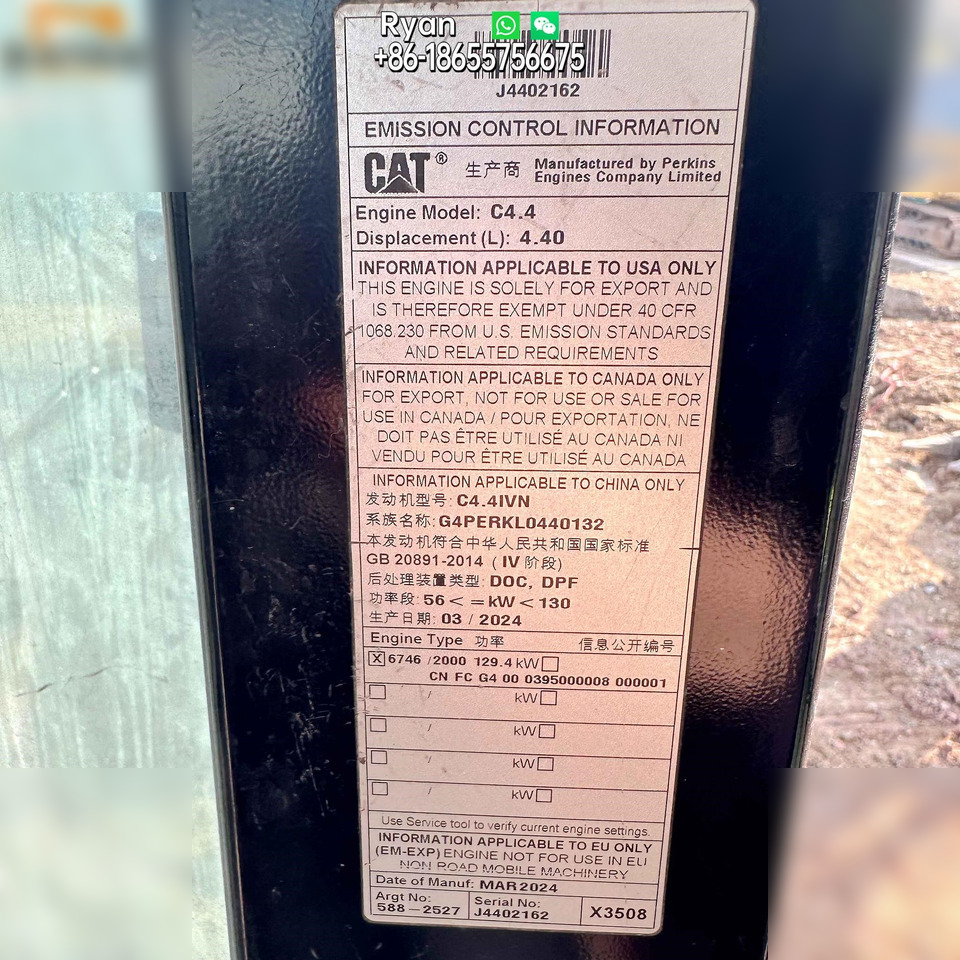 Ryan
+86-18655756675
J4402162
EMISSION CONTROL INFORMATION
CAT® 生产商 Manufactured by Perkins
Engines Company Limited
Engine Model: C4.4
Displacement (L): 4.40
INFORMATION APPLICABLE TO USA ONLY
THIS ENGINE IS SOLELY FOR EXPORT AND
IS THEREFORE EXEMPT UNDER 40 CFR
1068.230 FROM U.S. EMISSION STANDARDS
AND RELATED REQUIREMENTS
INFORMATION APPLICABLE TO CANADA ONLY
FOR EXPORT, NOT FOR USE OR SALE FOR
USE IN CANADA / POUR EXPORTATION, NE
DOIT PAS ÊTRE UTILISÉ AU CANADA NI
VENDU POUR ÊTRE UTILISÉ AU CANADA
INFORMATION APPLICABLE TO CHINA ONLY
发动机型号: C4.4IVN
系族名称: G4PERKL0440132
本发动机符合中华人民共和国国家标准
GB 20891-2014 ( IV 阶段)
后处理装置类型: DOC, DPF
功率段: 56 < = kW < 130
生产日期: 03 / 2024
Engine Type 功率 信息公开编号
X 6746 /2000 129.4 kW
CN FC G4 00 0395000008 000001
/ kW
/ kW
/ kW
/ kW
Use Service tool to verify current engine settings.
INFORMATION APPLICABLE TO EU ONLY
(EM-EXP) ENGINE NOT FOR USE IN EU
NON ROAD MOBILE MACHINERY
Date of Manuf: MAR2024
Argt No: Serial No:
588-2527 J4402162 X3508